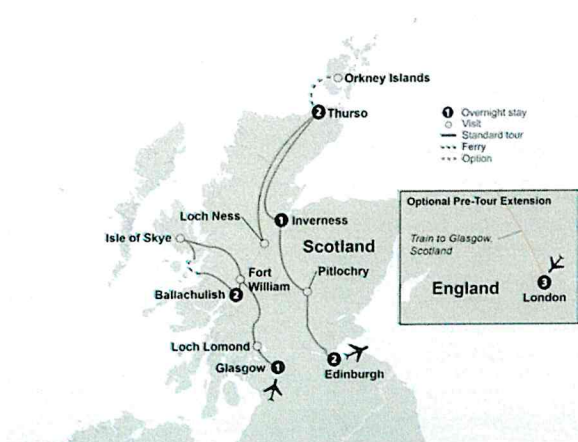 Orkney Islands
2 Thurso
1 Overnight stay
Visit
Standard tour
Ferry
Option
Loch Ness
1 Inverness
Isle of Skye
Scotland
Fort
William
Pitlochry
Ballachulish 2
Loch Lomond
Glasgow 1
2
Edinburgh
Optional Pre-Tour Extension
Train to Glasgow,
Scotland
England
3
London